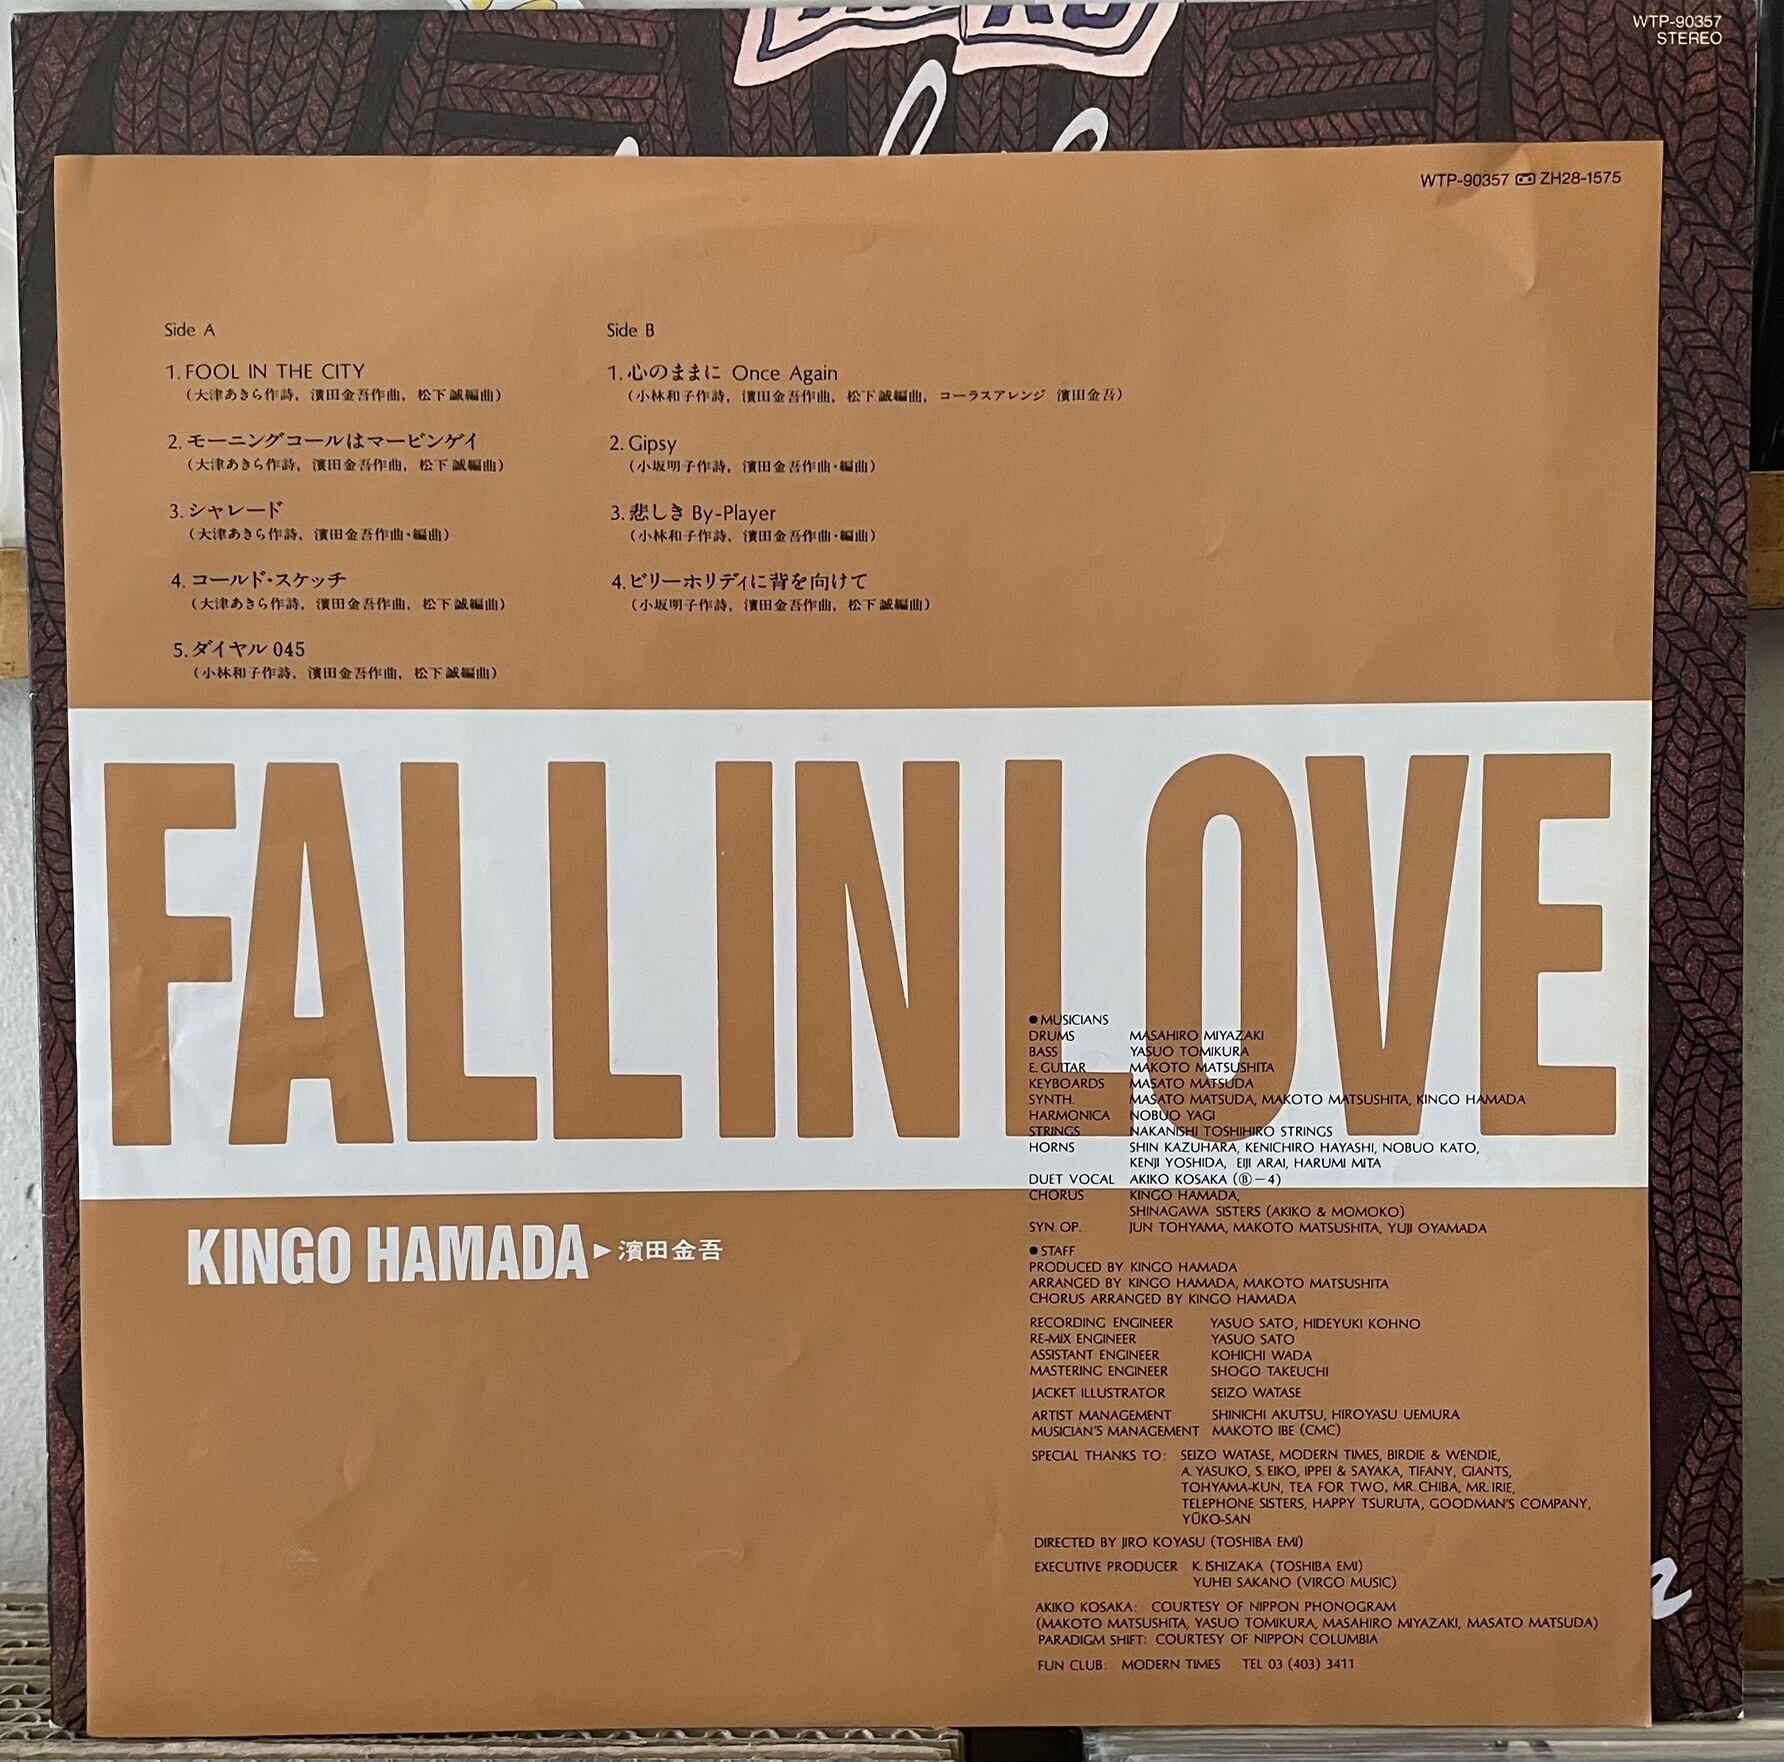 WTP-90357
STEREO
WTP-90357 ZH28-1575
Side A
1. FOOL IN THE CITY
(大津あきら作詩, 濱田金吾作曲, 松下誠編曲)
2. モーニングコールはマービンゲイ
(大津あきら作詩, 濱田金吾作曲, 松下誠編曲)
3. シャレード
(大津あきら作詩, 濱田金吾作曲・編曲)
4. コールド・スケッチ
(大津あきら作詩, 濱田金吾作曲, 松下誠編曲)
5. ダイヤル 045
(小林和子作詩, 濱田金吾作曲, 松下誠編曲)
Side B
1. 心のままに Once Again
(小林和子作詩, 濱田金吾作曲, 松下誠編曲, コーラスアレンジ 濱田金吾)
2. Gipsy
(小坂明子作詩, 濱田金吾作曲・編曲)
3. 悲しき By-Player
(小林和子作詩, 濱田金吾作曲・編曲)
4. ビリーホリディに背を向けて
(小坂明子作詩, 濱田金吾作曲, 松下誠編曲)
FALL IN LOVE
KINGO HAMADA ▶ 濱田金吾
● MUSICIANS
DRUMS MASAHIRO MIYAZAKI
BASS YASUO TOMIKURA
E. GUITAR MAKOTO MATSUSHITA
KEYBOARDS MASATO MATSUDA
SYNTH. MASATO MATSUDA, MAKOTO MATSUSHITA, KINGO HAMADA
HARMONICA NOBUO YAGI
STRINGS NAKANISHI TOSHIHIRO STRINGS
HORNS SHIN KAZUHARA, KENICHIRO HAYASHI, NOBUO KATO,
KENJI YOSHIDA, EIJI ARAI, HARUMI MITA
DUET VOCAL AKIKO KOSAKA (Ⓑ-4)
CHORUS KINGO HAMADA,
SHINAGAWA SISTERS (AKIKO & MOMOKO)
SYN. OP. JUN TOHYAMA, MAKOTO MATSUSHITA, YUJI OYAMADA
● STAFF
PRODUCED BY KINGO HAMADA
ARRANGED BY KINGO HAMADA, MAKOTO MATSUSHITA
CHORUS ARRANGED BY KINGO HAMADA
RECORDING ENGINEER YASUO SATO, HIDEYUKI KOHNO
RE-MIX ENGINEER YASUO SATO
ASSISTANT ENGINEER KOHICHI WADA
MASTERING ENGINEER SHOGO TAKEUCHI
JACKET ILLUSTRATOR SEIZO WATASE
ARTIST MANAGEMENT SHINICHI AKUTSU, HIROYASU UEMURA
MUSICIAN'S MANAGEMENT MAKOTO IBE (CMC)
SPECIAL THANKS TO: SEIZO WATASE, MODERN TIMES, BIRDIE & WENDIE,
A. YASUKO, S. EIKO, IPPEI & SAYAKA, TIFANY, GIANTS,
TOHYAMA-KUN, TEA FOR TWO, MR. CHIBA, MR. IRIE,
TELEPHONE SISTERS, HAPPY TSURUTA, GOODMAN'S COMPANY,
YŪKO-SAN
DIRECTED BY JIRO KOYASU (TOSHIBA EMI)
EXECUTIVE PRODUCER K. ISHIZAKA (TOSHIBA EMI)
YUHEI SAKANO (VIRGO MUSIC)
AKIKO KOSAKA: COURTESY OF NIPPON PHONOGRAM
(MAKOTO MATSUSHITA, YASUO TOMIKURA, MASAHIRO MIYAZAKI, MASATO MATSUDA)
PARADIGM SHIFT: COURTESY OF NIPPON COLUMBIA
FUN CLUB: MODERN TIMES TEL 03 (403) 3411